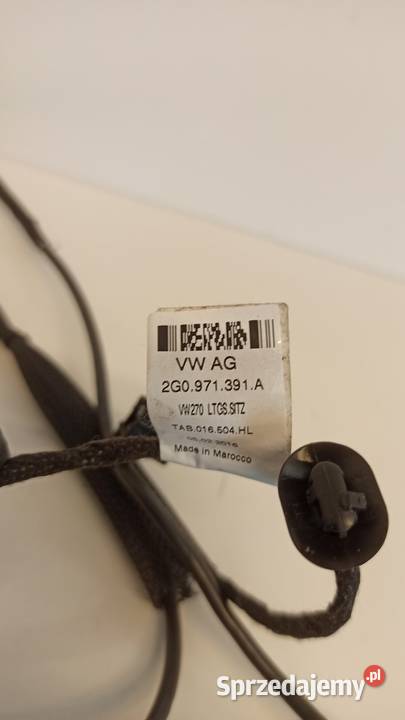 VW AG
2G0.971.391.A
VW270 LTGS.SITZ
TAB.016.504.HL
Made in Marocco
Sprzedajemy.pl